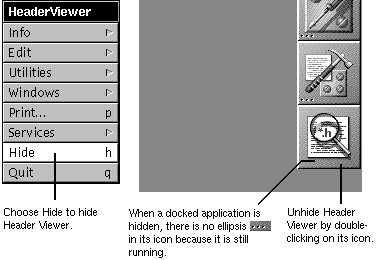 HeaderViewer
Info
Edit
Utilities
Windows
Print... p
Services
Hide h
Quit q
.h
Choose Hide to hide
Header Viewer.
When a docked application is
hidden, there is no ellipsis ...
in its icon because it is still
running.
Unhide Header
Viewer by double-
clicking on its icon.